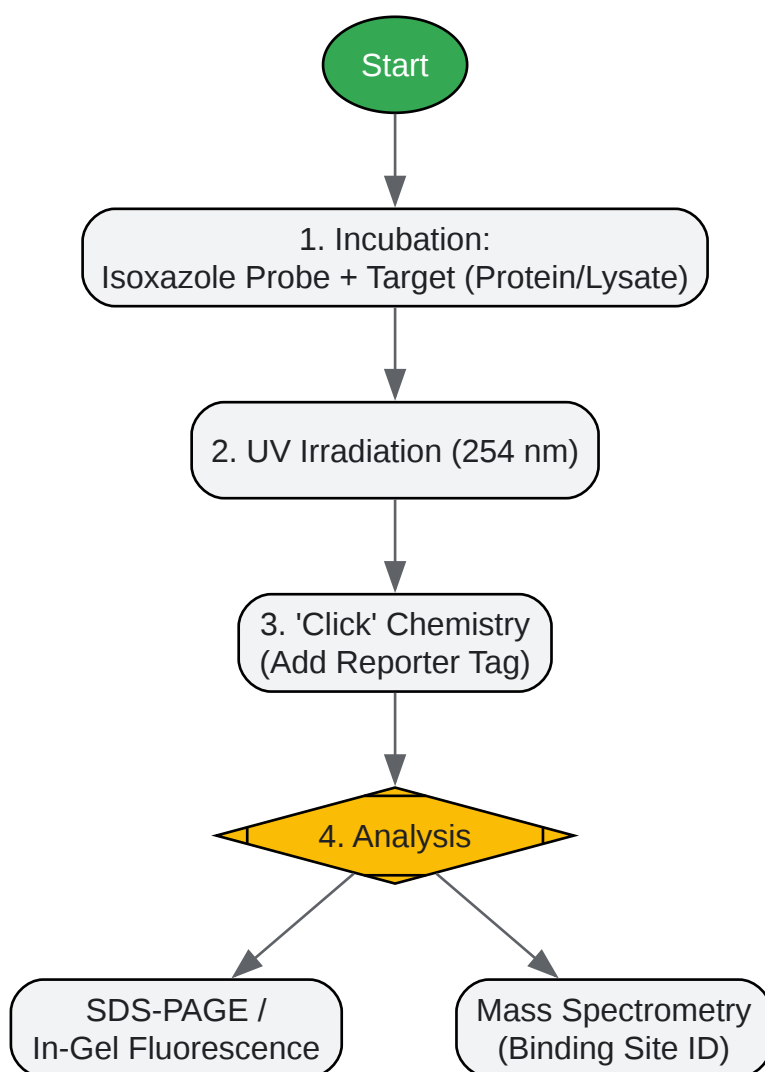 Start
1. Incubation:
Isoxazole Probe + Target (Protein/Lysate)
2. UV Irradiation (254 nm)
3. 'Click' Chemistry
(Add Reporter Tag)
4. Analysis
SDS-PAGE /
In-Gel Fluorescence
Mass Spectrometry
(Binding Site ID)